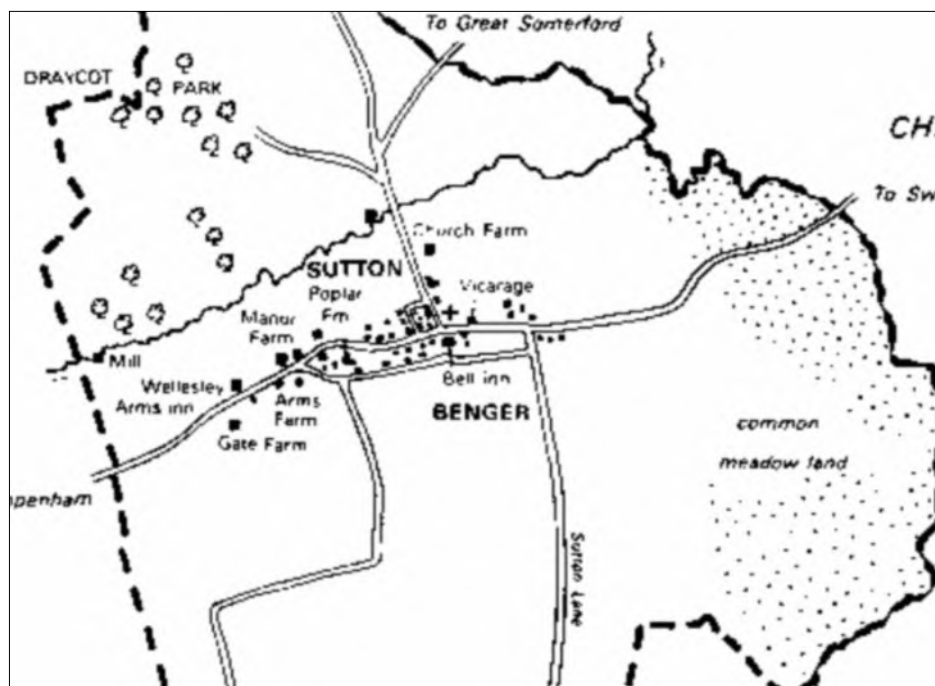 To Great Somerford
DRAYCOT
PARK
CH
To Sw
Church Farm
SUTTON
Vicarage
Poplar
Fm
Manor
Farm
Mill
Wellesley
Arms inn
Arms
Farm
Bell inn
BENGER
Gate Farm
common
meadow land
ppenham
Sutton Lane